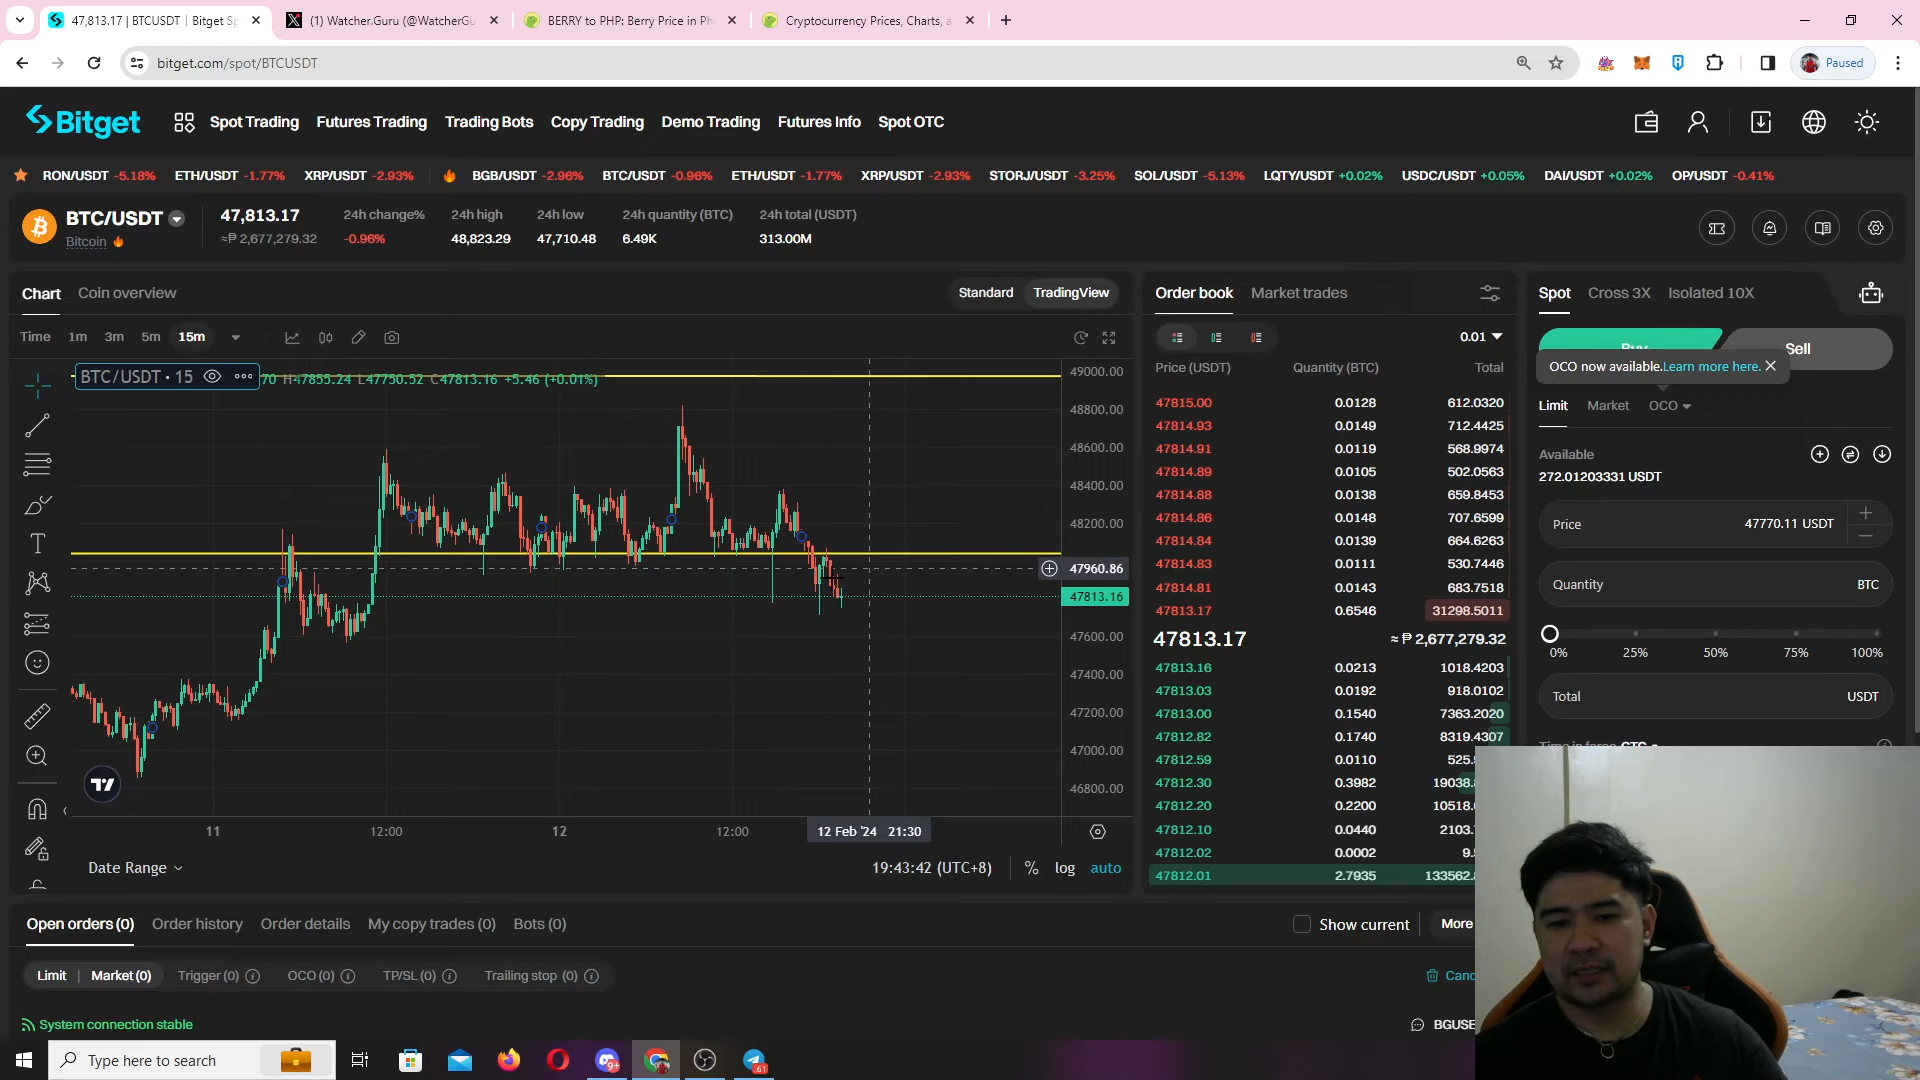 47,813.17 | BTCUSDT | Bitget Sp
(1) Watcher.Guru (@WatcherGu
BERRY to PHP: Berry Price in Ph
Cryptocurrency Prices, Charts, a
bitget.com/spot/BTCUSDT
Paused
Bitget
Spot Trading
Futures Trading
Trading Bots
Copy Trading
Demo Trading
Futures Info
Spot OTC
RON/USDT -5.18% ETH/USDT -1.77% XRP/USDT -2.93% BGB/USDT -2.96% BTC/USDT -0.96% ETH/USDT -1.77% XRP/USDT -2.93% STORJ/USDT -3.25% SOL/USDT -5.13% LQTY/USDT +0.02% USDC/USDT +0.05% DAI/USDT +0.02% OP/USDT -0.41%
BTC/USDT
Bitcoin
47,813.17
≈₱ 2,677,279.32
24h change%
-0.96%
24h high
48,823.29
24h low
47,710.48
24h quantity (BTC)
6.49K
24h total (USDT)
313.00M
Chart
Coin overview
Standard
TradingView
Time 1m 3m 5m 15m
BTC/USDT · 15
70 H47855.24 L47750.52 C47813.16 +5.46 (+0.01%)
49000.00
48800.00
48600.00
48400.00
48200.00
47960.86
47813.16
47600.00
47400.00
47200.00
47000.00
46800.00
11
12:00
12
12:00
12 Feb '24 21:30
Date Range
19:43:42 (UTC+8)
%
log
auto
Order book
Market trades
0.01
Price (USDT) Quantity (BTC) Total
47815.00 0.0128 612.0320
47814.93 0.0149 712.4425
47814.91 0.0119 568.9974
47814.89 0.0105 502.0563
47814.88 0.0138 659.8453
47814.86 0.0148 707.6599
47814.84 0.0139 664.6263
47814.83 0.0111 530.7446
47814.81 0.0143 683.7518
47813.17 0.6546 31298.5011
47813.17 ≈ ₱ 2,677,279.32
47813.16 0.0213 1018.4203
47813.03 0.0192 918.0102
47813.00 0.1540 7363.2020
47812.82 0.1740 8319.4307
47812.59 0.0110 525.
47812.30 0.3982 19038.
47812.20 0.2200 10518.
47812.10 0.0440 2103.
47812.02 0.0002 9.
47812.01 2.7935 133562.
Spot
Cross 3X
Isolated 10X
Buy
Sell
OCO now available.Learn more here.
Limit
Market
OCO
Available
272.01203331 USDT
Price 47770.11 USDT
Quantity BTC
0% 25% 50% 75% 100%
Total USDT
Time in force GTC
Open orders (0)
Order history
Order details
My copy trades (0)
Bots (0)
Show current
More
Limit | Market (0)
Trigger (0)
OCO (0)
TP/SL (0)
Trailing stop (0)
Canc
System connection stable
BGUSE
Type here to search
9+
61